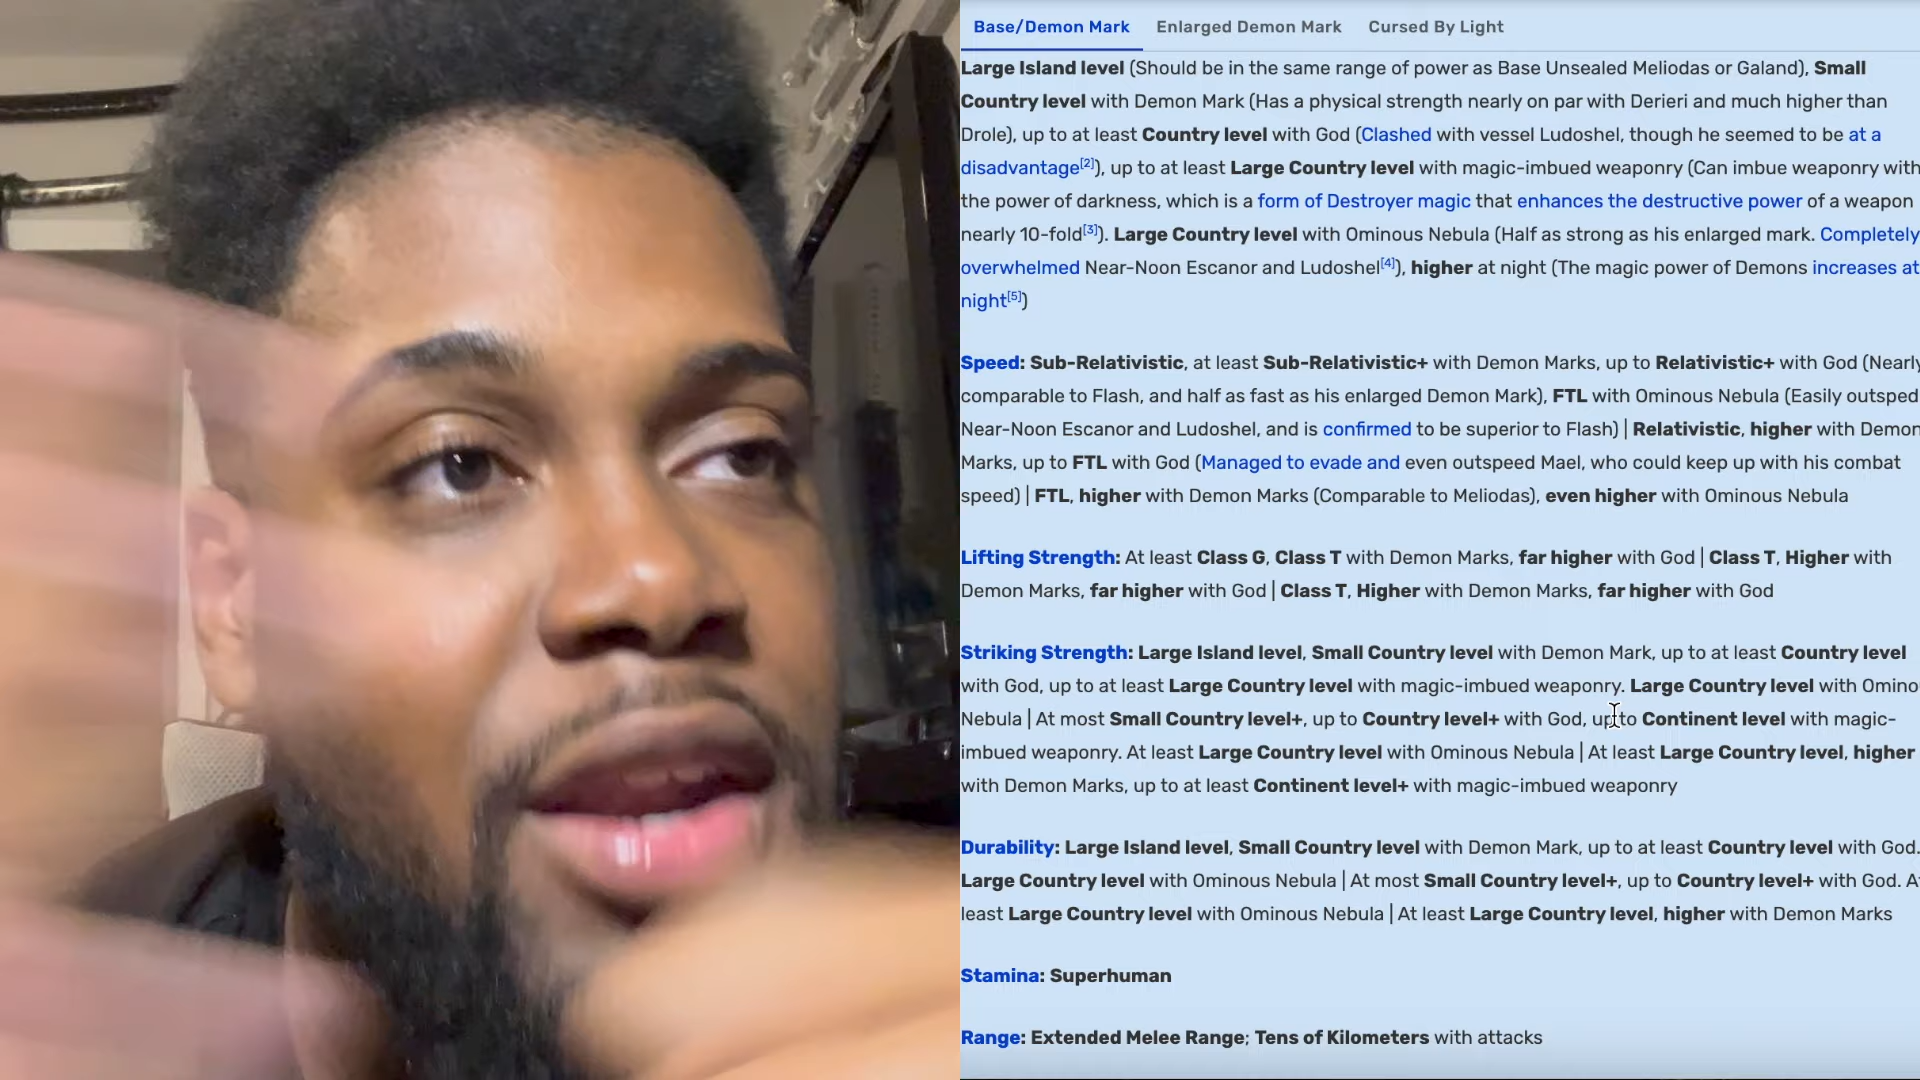 Base/Demon Mark Enlarged Demon Mark Cursed By Light
Large Island level (Should be in the same range of power as Base Unsealed Meliodas or Galand), Small
Country level with Demon Mark (Has a physical strength nearly on par with Derieri and much higher than
Drole), up to at least Country level with God (Clashed with vessel Ludoshel, though he seemed to be at a
disadvantage[2]), up to at least Large Country level with magic-imbued weaponry (Can imbue weaponry with
the power of darkness, which is a form of Destroyer magic that enhances the destructive power of a weapon
nearly 10-fold[3]). Large Country level with Ominous Nebula (Half as strong as his enlarged mark. Completely
overwhelmed Near-Noon Escanor and Ludoshel[4]), higher at night (The magic power of Demons increases at
night[5])
Speed: Sub-Relativistic, at least Sub-Relativistic+ with Demon Marks, up to Relativistic+ with God (Nearly
comparable to Flash, and half as fast as his enlarged Demon Mark), FTL with Ominous Nebula (Easily outsped
Near-Noon Escanor and Ludoshel, and is confirmed to be superior to Flash) | Relativistic, higher with Demon
Marks, up to FTL with God (Managed to evade and even outspeed Mael, who could keep up with his combat
speed) | FTL, higher with Demon Marks (Comparable to Meliodas), even higher with Ominous Nebula
Lifting Strength: At least Class G, Class T with Demon Marks, far higher with God | Class T, Higher with
Demon Marks, far higher with God | Class T, Higher with Demon Marks, far higher with God
Striking Strength: Large Island level, Small Country level with Demon Mark, up to at least Country level
with God, up to at least Large Country level with magic-imbued weaponry. Large Country level with Omino
Nebula | At most Small Country level+, up to Country level+ with God, up to Continent level with magic-
imbued weaponry. At least Large Country level with Ominous Nebula | At least Large Country level, higher
with Demon Marks, up to at least Continent level+ with magic-imbued weaponry
Durability: Large Island level, Small Country level with Demon Mark, up to at least Country level with God.
Large Country level with Ominous Nebula | At most Small Country level+, up to Country level+ with God. At
least Large Country level with Ominous Nebula | At least Large Country level, higher with Demon Marks
Stamina: Superhuman
Range: Extended Melee Range; Tens of Kilometers with attacks